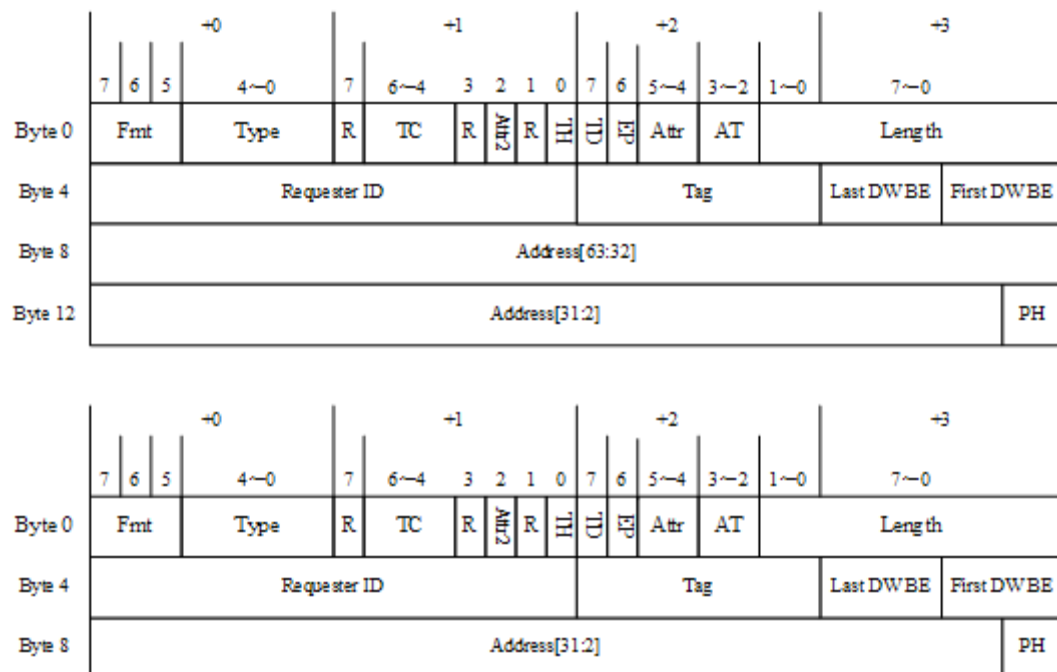 +0 +1 +2 +3
7 6 5 4~0 7 6~4 3 2 1 0 7 6 5~4 3~2 1~0 7~0
Byte 0 Fmt Type R TC R Attr2 R TH TD EP Attr AT Length
Byte 4 Requester ID Tag Last DWBE First DWBE
Byte 8 Address[63:32]
Byte 12 Address[31:2] PH
+0 +1 +2 +3
7 6 5 4~0 7 6~4 3 2 1 0 7 6 5~4 3~2 1~0 7~0
Byte 0 Fmt Type R TC R Attr2 R TH TD EP Attr AT Length
Byte 4 Requester ID Tag Last DWBE First DWBE
Byte 8 Address[31:2] PH